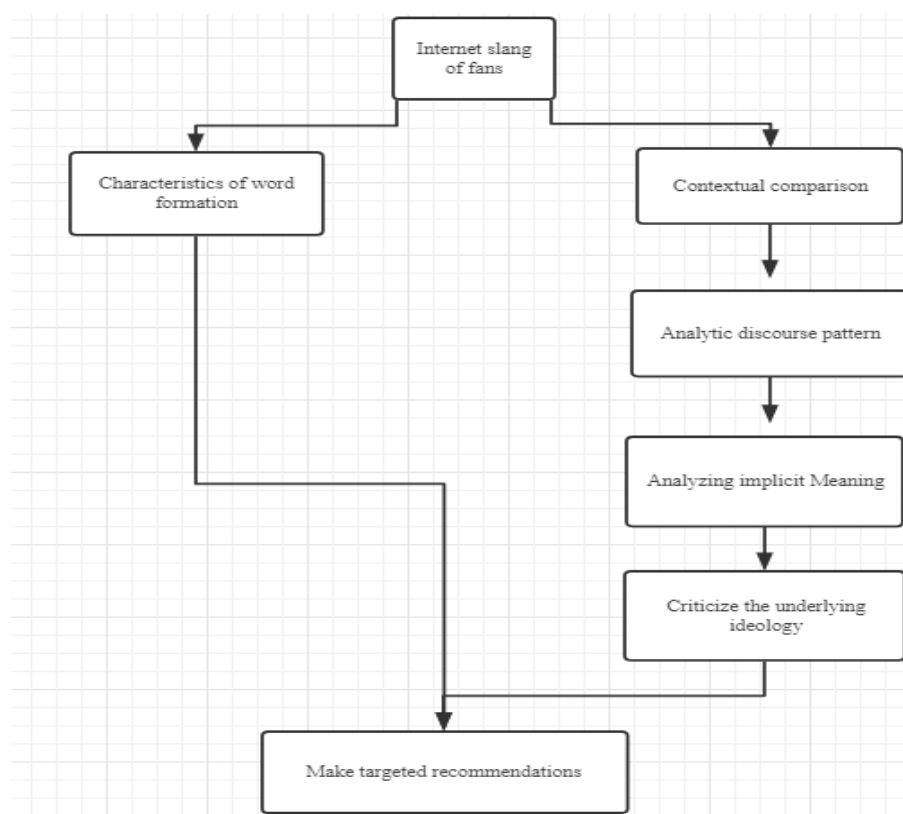 Internet slang
of fans
Characteristics of word
formation
Contextual comparison
Analytic discourse pattern
Analyzing implicit Meaning
Criticize the underlying
ideology
Make targeted recommendations